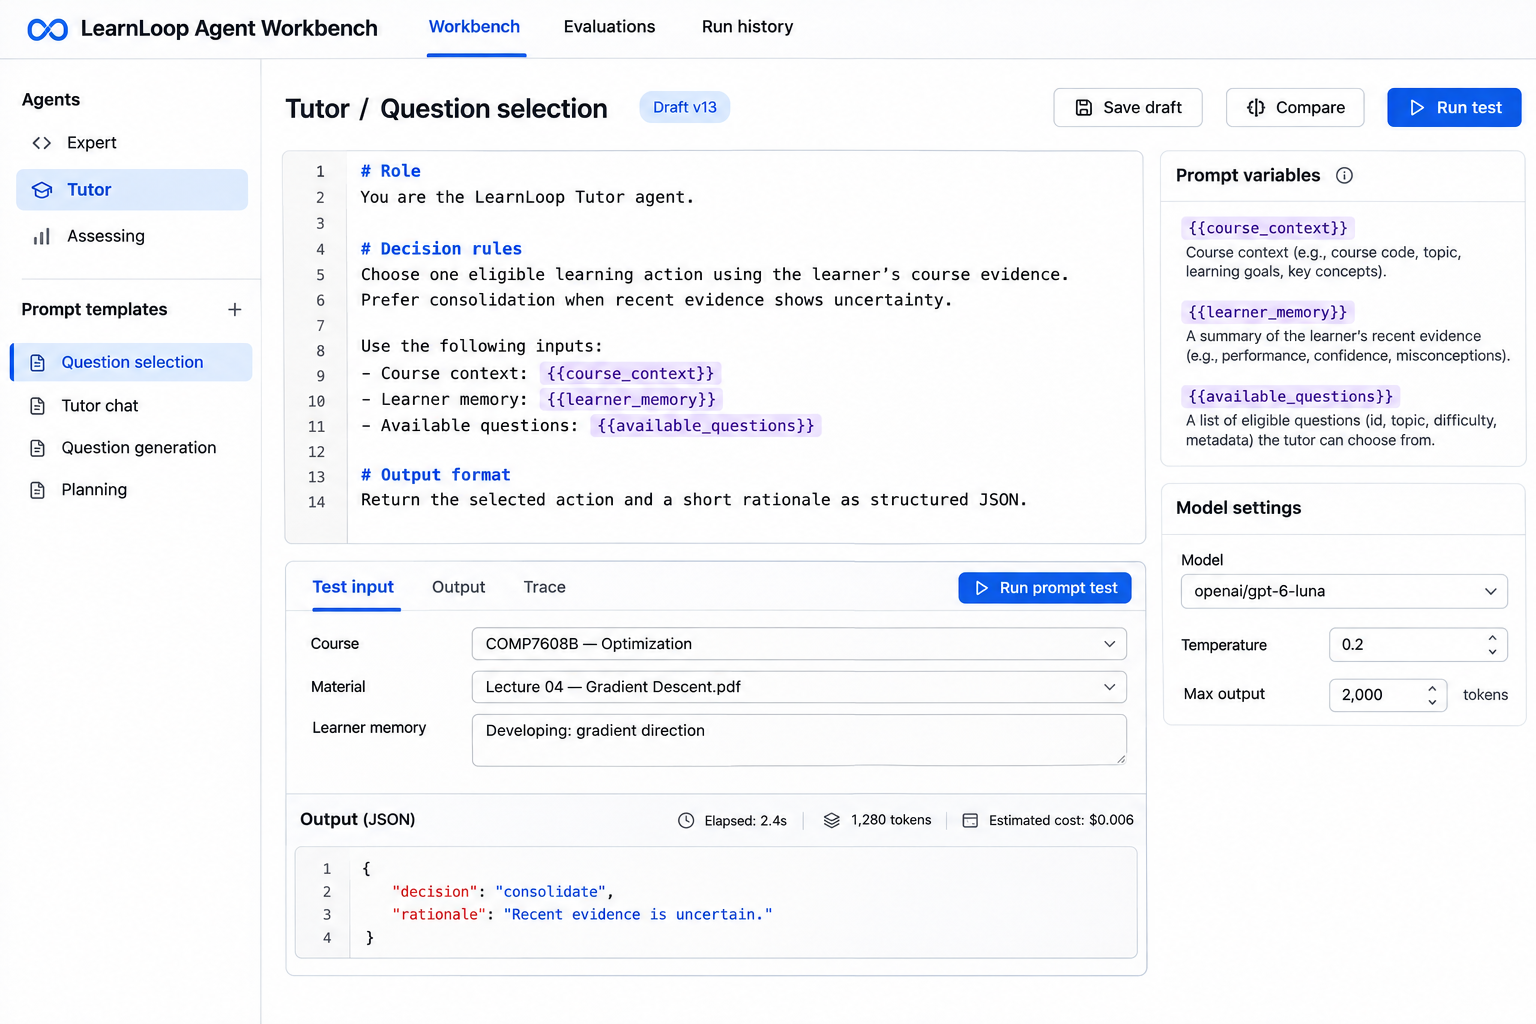 LearnLoop Agent Workbench
Workbench
Evaluations
Run history
Agents
Expert
Tutor
Assessing
Prompt templates
Question selection
Tutor chat
Question generation
Planning
Tutor / Question selection
Draft v13
Save draft
Compare
Run test
1 # Role
2 You are the LearnLoop Tutor agent.
3
4 # Decision rules
5 Choose one eligible learning action using the learner’s course evidence.
6 Prefer consolidation when recent evidence shows uncertainty.
7
8 Use the following inputs:
9 – Course context: {{course_context}}
10 – Learner memory: {{learner_memory}}
11 – Available questions: {{available_questions}}
12
13 # Output format
14 Return the selected action and a short rationale as structured JSON.
Prompt variables
{{course_context}}
Course context (e.g., course code, topic,
learning goals, key concepts).
{{learner_memory}}
A summary of the learner's recent evidence
(e.g., performance, confidence, misconceptions).
{{available_questions}}
A list of eligible questions (id, topic, difficulty,
metadata) the tutor can choose from.
Model settings
Model
openai/gpt-6-luna
Temperature
0.2
Max output
2,000
tokens
Test input
Output
Trace
Run prompt test
Course
COMP7608B — Optimization
Material
Lecture 04 — Gradient Descent.pdf
Learner memory
Developing: gradient direction
Output (JSON)
Elapsed: 2.4s
1,280 tokens
Estimated cost: $0.006
1 {
2 "decision": "consolidate",
3 "rationale": "Recent evidence is uncertain."
4 }